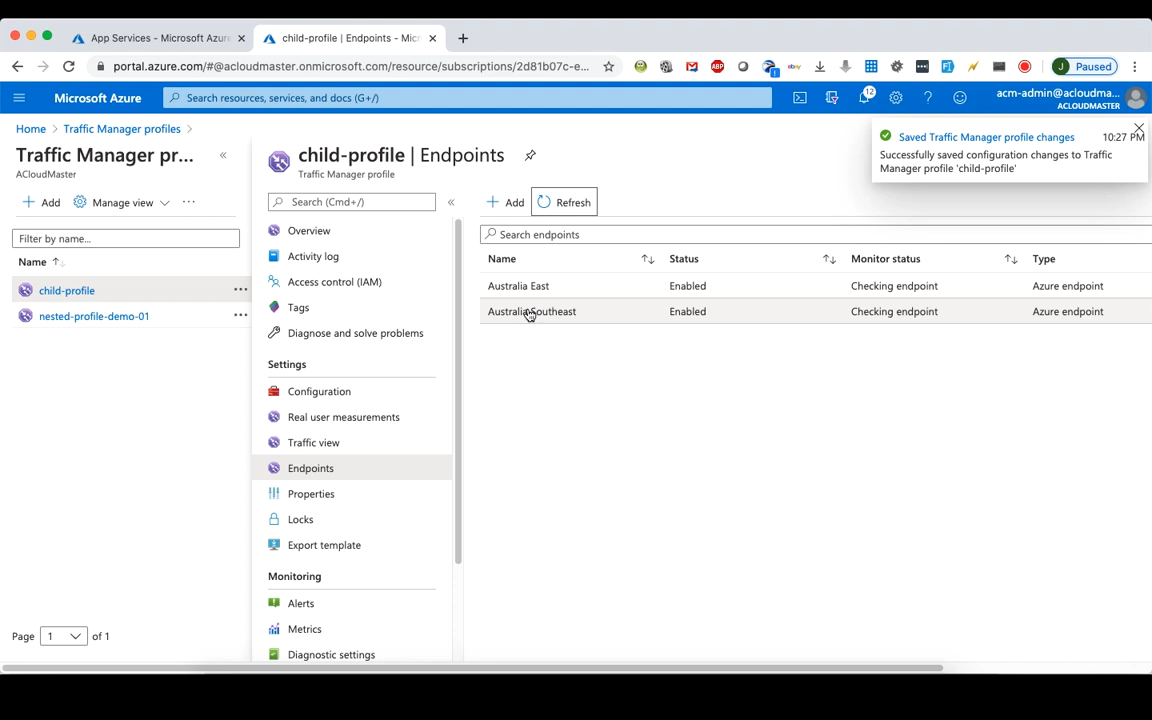 App Services - Microsoft Azure
child-profile | Endpoints - Micr
portal.azure.com/#@acloudmaster.onmicrosoft.com/resource/subscriptions/2d81b07c-e...
ABP
ebay
J Paused
Microsoft Azure
Search resources, services, and docs (G+/)
12
acm-admin@acloudma...
ACLOUDMASTER
Home > Traffic Manager profiles >
Saved Traffic Manager profile changes 10:27 PM
Successfully saved configuration changes to Traffic
Manager profile 'child-profile'
Traffic Manager pr...
ACloudMaster
child-profile | Endpoints
Traffic Manager profile
Add Manage view ...
Search (Cmd+/)
Add Refresh
Filter by name...
Name
child-profile ...
nested-profile-demo-01 ...
Page 1 of 1
Overview
Activity log
Access control (IAM)
Tags
Diagnose and solve problems
Settings
Configuration
Real user measurements
Traffic view
Endpoints
Properties
Locks
Export template
Monitoring
Alerts
Metrics
Diagnostic settings
Search endpoints
Name Status Monitor status Type
Australia East Enabled Checking endpoint Azure endpoint
Australia Southeast Enabled Checking endpoint Azure endpoint